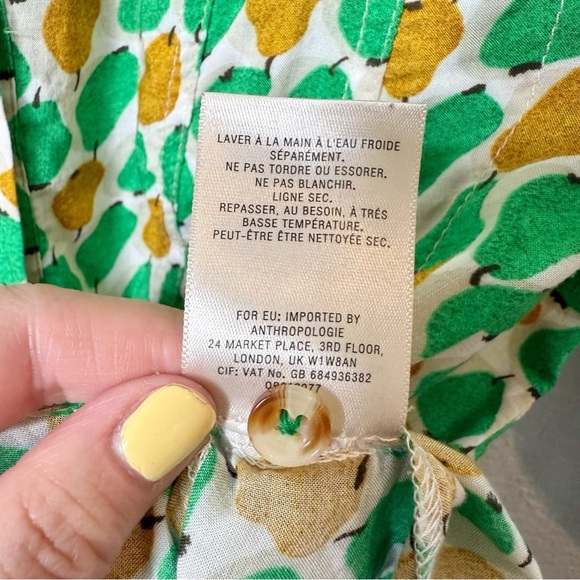 LAVER À LA MAIN À L'EAU FROIDE
SÉPARÉMENT.
NE PAS TORDRE OU ESSORER.
NE PAS BLANCHIR.
LIGNE SEC.
REPASSER, AU BESOIN, À TRÉS
BASSE TEMPÉRATURE.
PEUT-ÊTRE ÊTRE NETTOYÉE SEC.
FOR EU: IMPORTED BY
ANTHROPOLOGIE
24 MARKET PLACE, 3RD FLOOR,
LONDON, UK W1W8AN
CIF: VAT No. GB 684936382